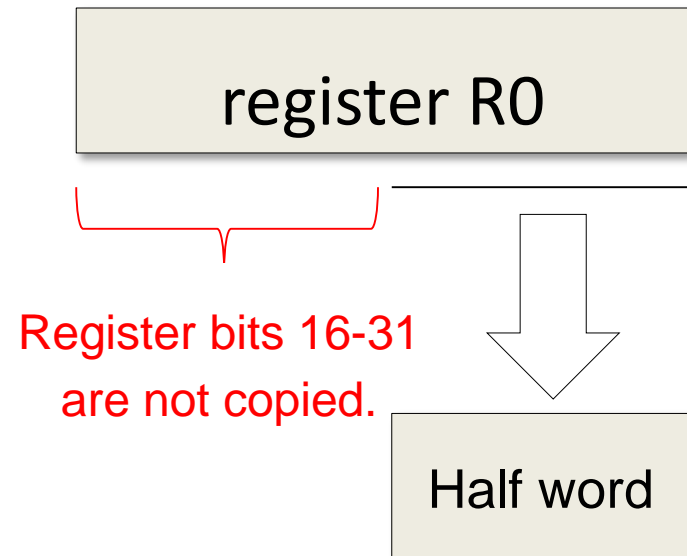 register R0
Register bits 16-31
are not copied.
Half word